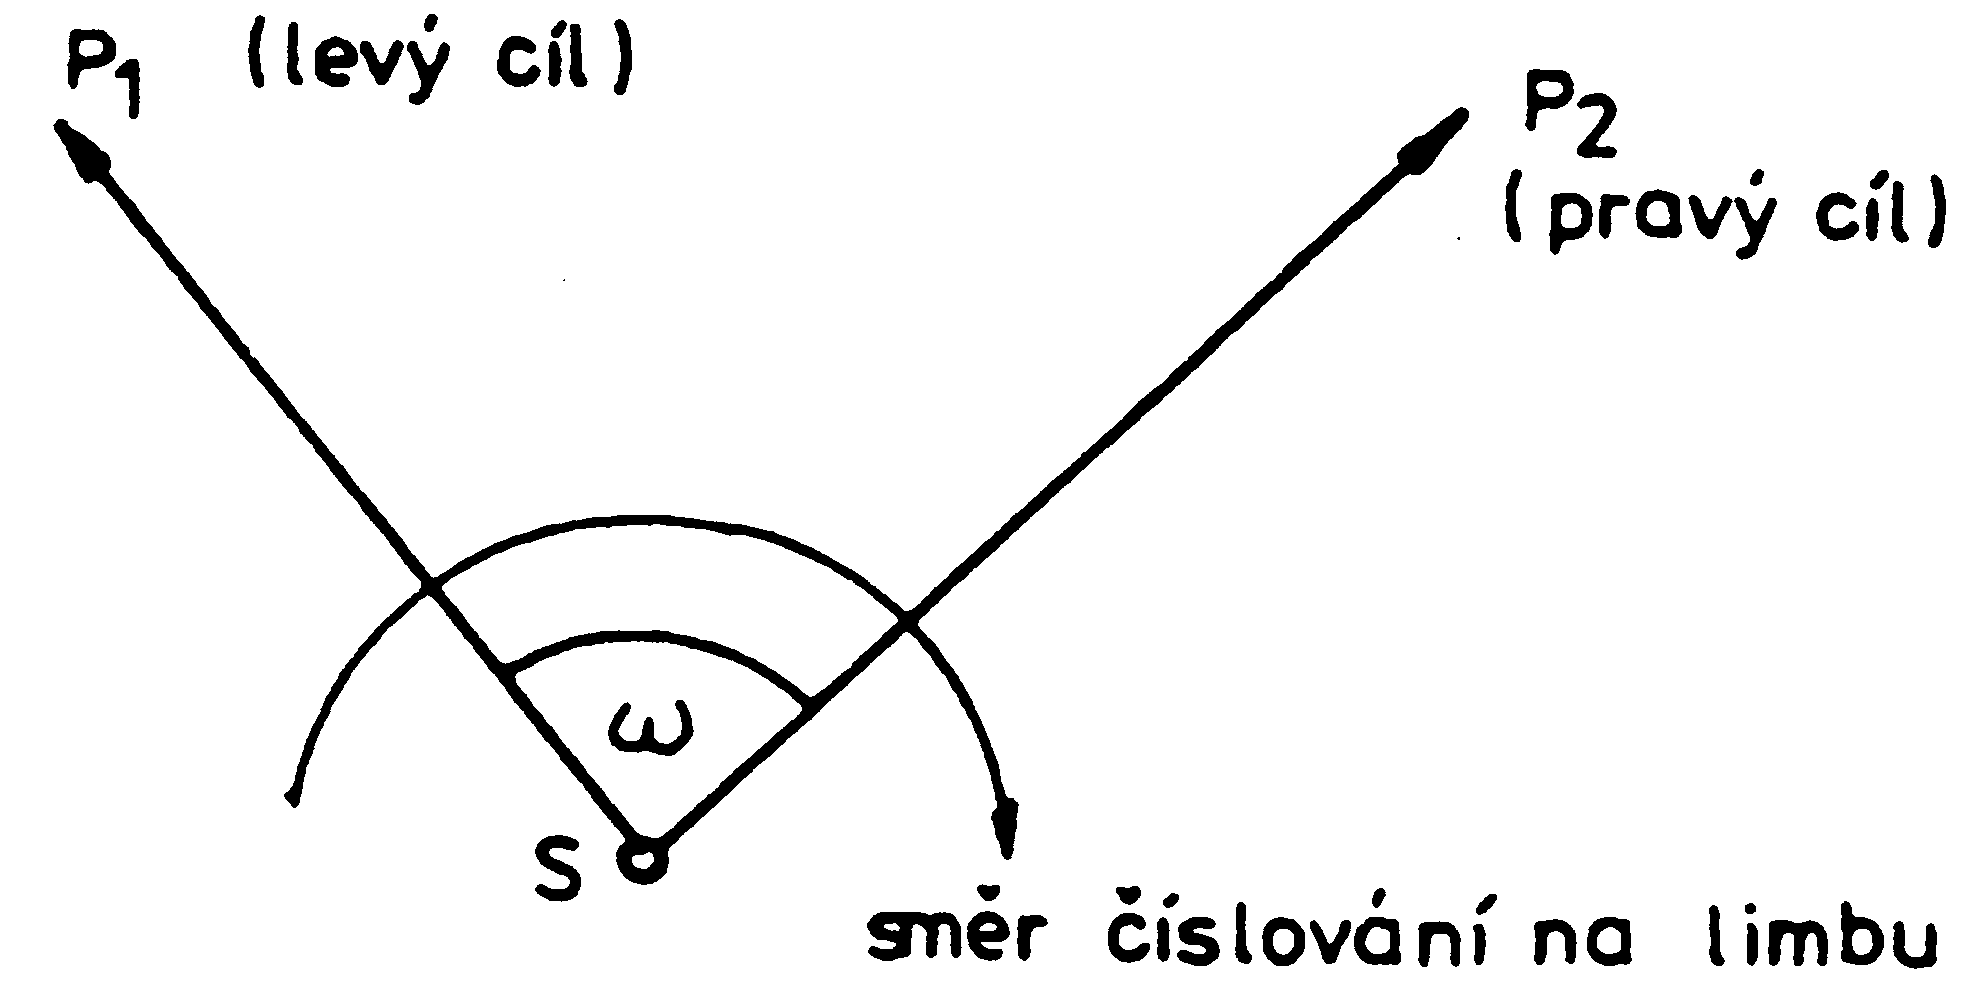 P1 (levý cíl)
P2
(pravý cíl)
ω
S
směr číslování na limbu